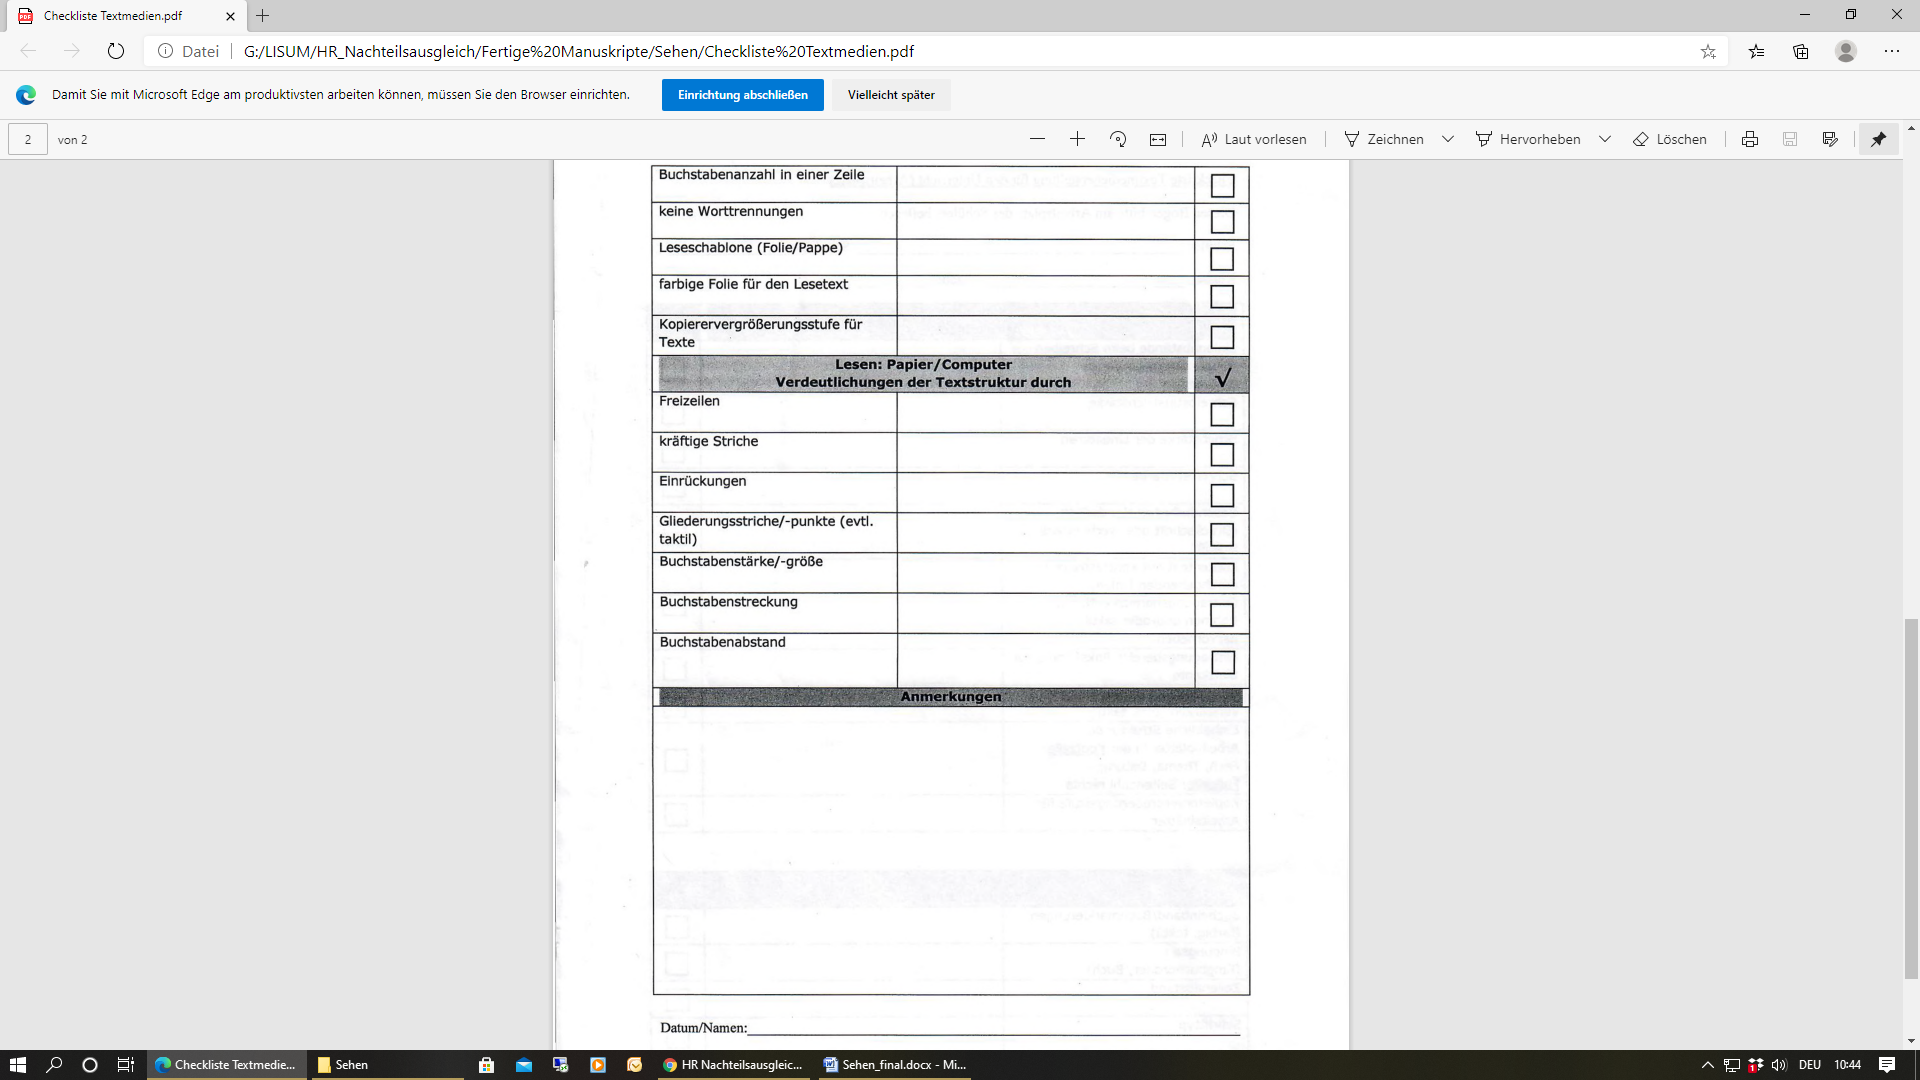 Checkliste Textmedien.pdf
Datei
G:/LISUM/HR_Nachteilsausgleich/Fertige%20Manuskripte/Sehen/Checkliste%20Textmedien.pdf
Damit Sie mit Microsoft Edge am produktivsten arbeiten können, müssen Sie den Browser einrichten.
Einrichtung abschließen
Vielleicht später
2 von 2
Laut vorlesen
Zeichnen
Hervorheben
Löschen
Buchstabenanzahl in einer Zeile
keine Worttrennungen
Leseschablone (Folie/Pappe)
farbige Folie für den Lesetext
Kopierervergrößerungsstufe für
Texte
Lesen: Papier/Computer
Verdeutlichungen der Textstruktur durch
√
Freizeilen
kräftige Striche
Einrückungen
Gliederungsstriche/-punkte (evtl.
taktil)
Buchstabenstärke/-größe
Buchstabenstreckung
Buchstabenabstand
Anmerkungen
Datum/Namen:
Checkliste Textmedie...
Sehen
HR Nachteilsausgleic...
Sehen_final.docx - Mi...
DEU
10:44